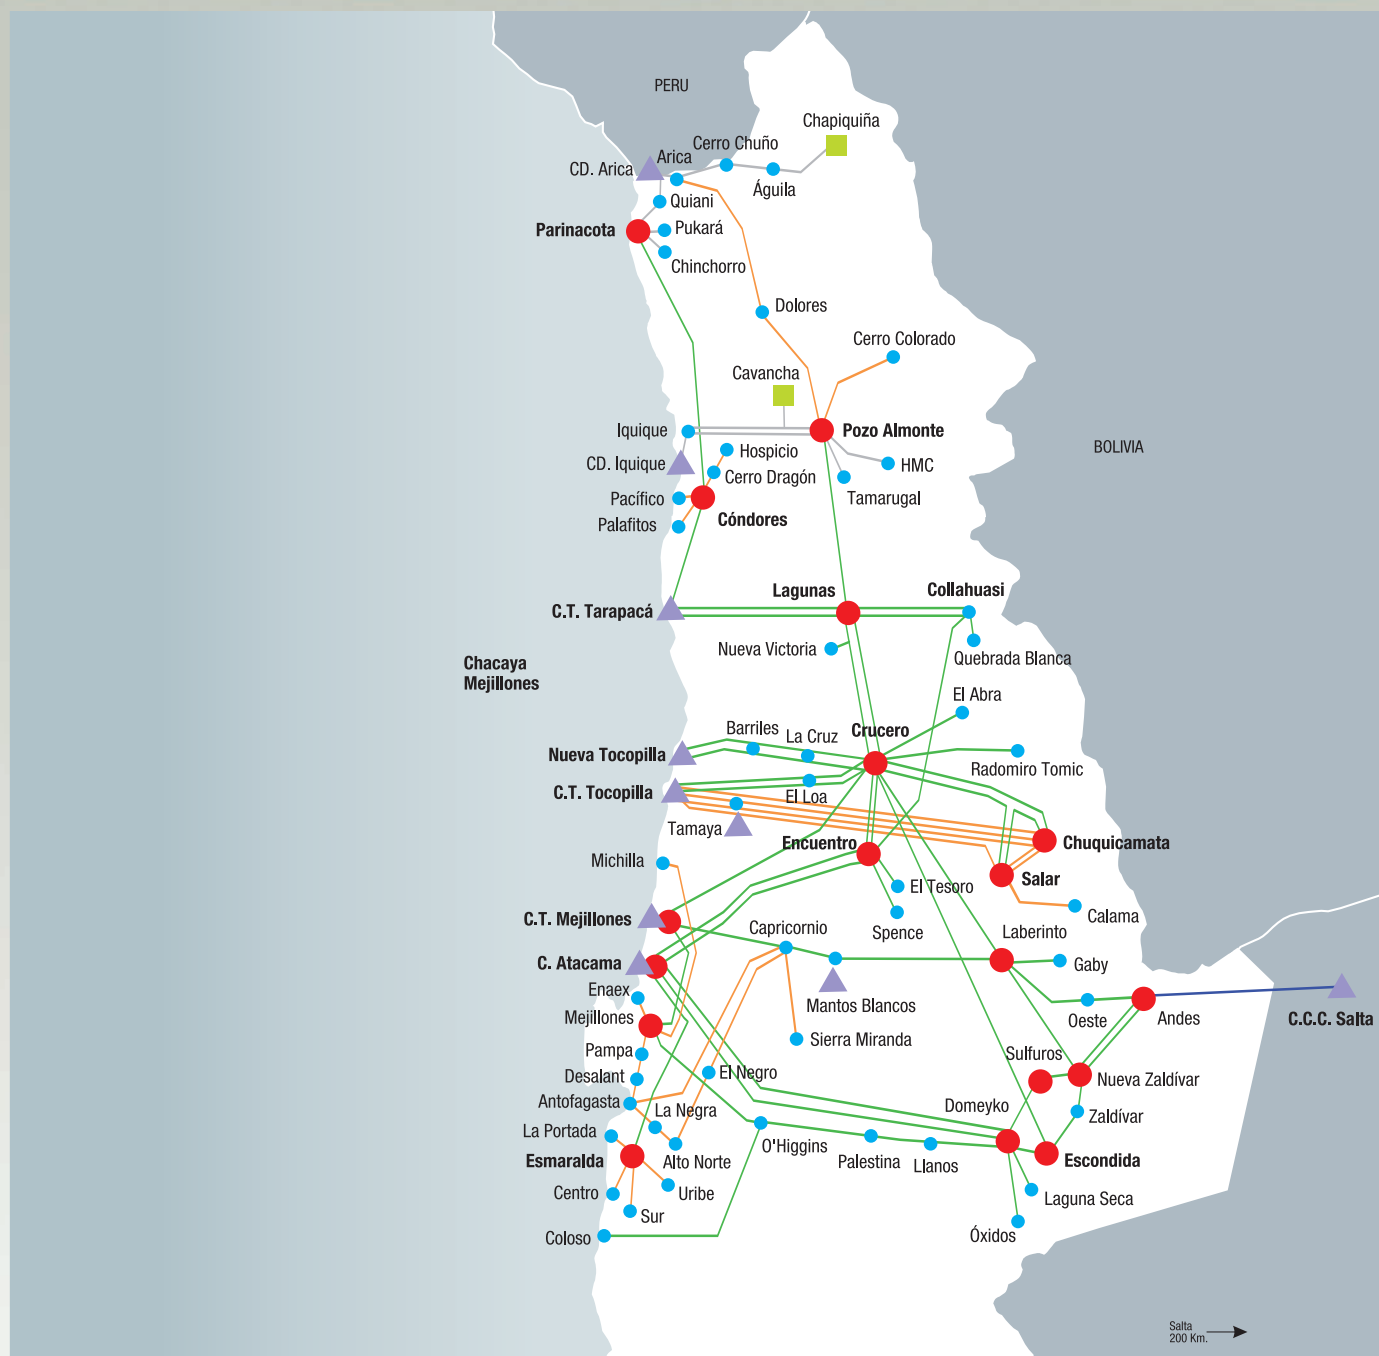 PERU
Chapiquiña
Cerro Chuño
Arica
CD. Arica
Águila
Quiani
Parinacota
Pukará
Chinchorro
Dolores
Cerro Colorado
Cavancha
Iquique
Pozo Almonte
BOLIVIA
Hospicio
CD. Iquique
HMC
Cerro Dragón
Pacífico
Tamarugal
Cóndores
Palafitos
Lagunas
Collahuasi
C.T. Tarapacá
Nueva Victoria
Quebrada Blanca
Chacaya
Mejillones
El Abra
Barriles
La Cruz
Crucero
Nueva Tocopilla
Radomiro Tomic
C.T. Tocopilla
El Loa
Tamaya
Encuentro
Chuquicamata
Michilla
El Tesoro
Salar
C.T. Mejillones
Capricornio
Spence
Calama
Laberinto
C. Atacama
Gaby
Enaex
Mantos Blancos
Mejillones
Oeste
Andes
C.C.C. Salta
Sierra Miranda
Pampa
Sulfuros
Desalant
El Negro
Nueva Zaldívar
Antofagasta
La Negra
Domeyko
Zaldívar
La Portada
O'Higgins
Esmaralda
Alto Norte
Palestina
Llanos
Escondida
Centro
Uribe
Laguna Seca
Sur
Coloso
Óxidos
Salta
200 Km.